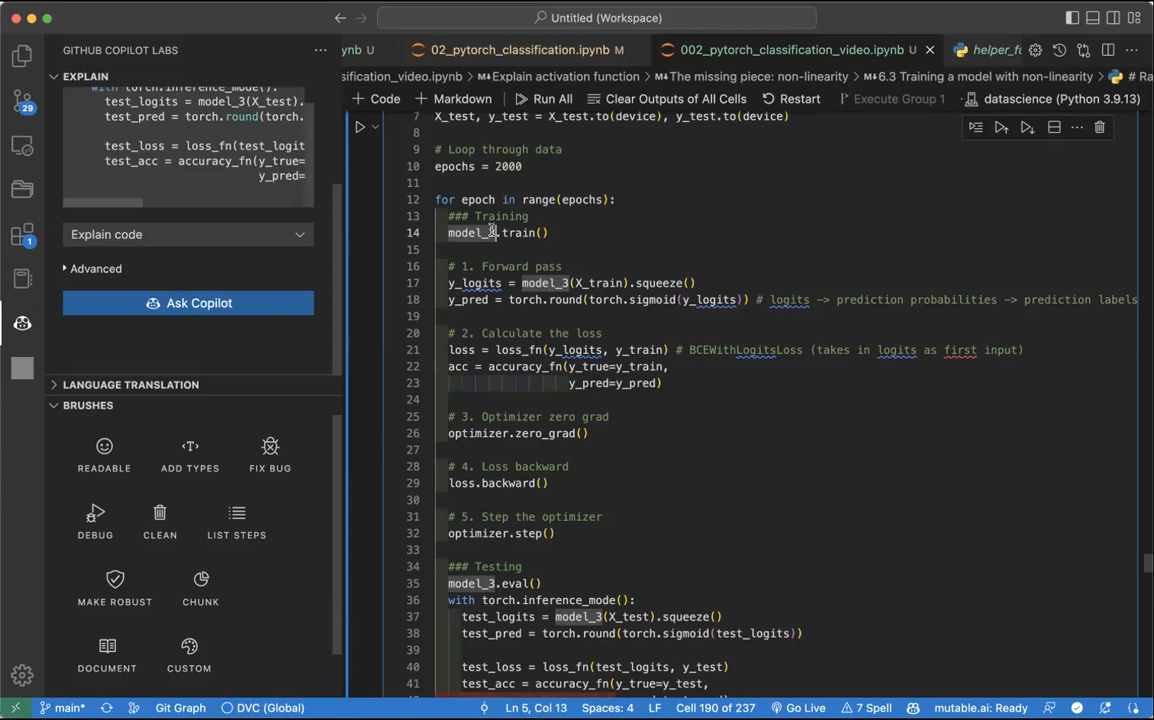 Untitled (Workspace)
GITHUB COPILOT LABS
ynb U
02_pytorch_classification.ipynb M
002_pytorch_classification_video.ipynb U
EXPLAIN
sification_video.ipynb > Explain activation function > The missing piece: non-linearity > 6.3 Training a model with non-linearity >
with torch.inference_mode():
test_logits = model_3(X_test).
test_pred = torch.round(torch.
test_loss = loss_fn(test_logit
test_acc = accuracy_fn(y_true=
y_pred=
Explain code
Advanced
Ask Copilot
LANGUAGE TRANSLATION
BRUSHES
READABLE
ADD TYPES
FIX BUG
DEBUG
CLEAN
LIST STEPS
MAKE ROBUST
CHUNK
DOCUMENT
CUSTOM
29
1
+ Code
+ Markdown
Run All
Clear Outputs of All Cells
Restart
Execute Group 1
datascience (Python 3.9.13)
7 X_test, y_test = X_test.to(device), y_test.to(device)
8
9 # Loop through data
10 epochs = 2000
11
12 for epoch in range(epochs):
13 ### Training
14 model_3.train()
15
16 # 1. Forward pass
17 y_logits = model_3(X_train).squeeze()
18 y_pred = torch.round(torch.sigmoid(y_logits)) # logits -> prediction probabilities -> prediction labels
19
20 # 2. Calculate the loss
21 loss = loss_fn(y_logits, y_train) # BCEWithLogitsLoss (takes in logits as first input)
22 acc = accuracy_fn(y_true=y_train,
23 y_pred=y_pred)
24
25 # 3. Optimizer zero grad
26 optimizer.zero_grad()
27
28 # 4. Loss backward
29 loss.backward()
30
31 # 5. Step the optimizer
32 optimizer.step()
33
34 ### Testing
35 model_3.eval()
36 with torch.inference_mode():
37 test_logits = model_3(X_test).squeeze()
38 test_pred = torch.round(torch.sigmoid(test_logits))
39
40 test_loss = loss_fn(test_logits, y_test)
41 test_acc = accuracy_fn(y_true=y_test,
main*
Git Graph
DVC (Global)
Ln 5, Col 13
Spaces: 4
LF
Cell 190 of 237
Go Live
7 Spell
mutable.ai: Ready